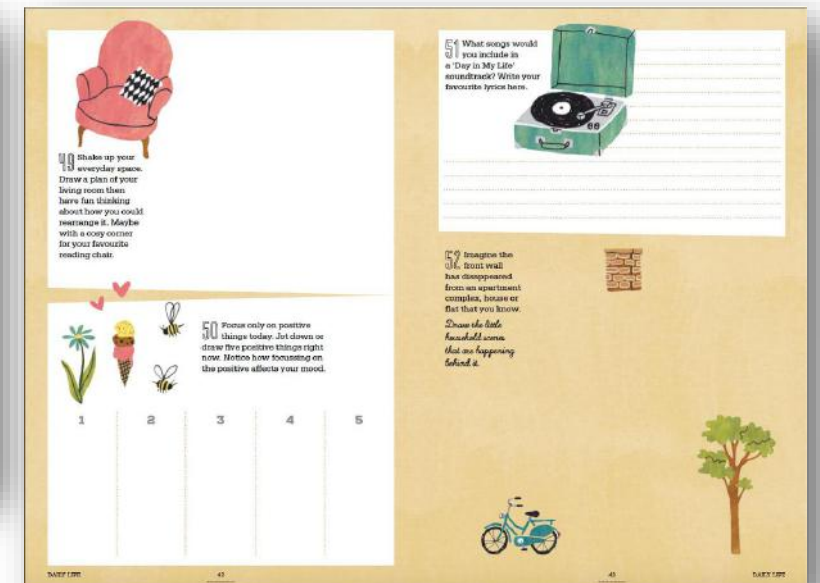 49 Shake up your
everyday space.
Draw a plan of your
living room then
have fun thinking
about how you could
rearrange it. Maybe
with a cosy corner
for your favourite
reading chair.
50 Focus only on positive
things today. Jot down or
draw five positive things right
now. Notice how focussing on
the positive affects your mood.
1 2 3 4 5
DAILY LIFE
51 What songs would
you include in
a 'Day in My Life'
soundtrack? Write your
favourite lyrics here.
52 Imagine the
front wall
has disappeared
from an apartment
complex, house or
flat that you know.
Draw the little
household scenes
that are happening
behind it.
DAILY LIFE